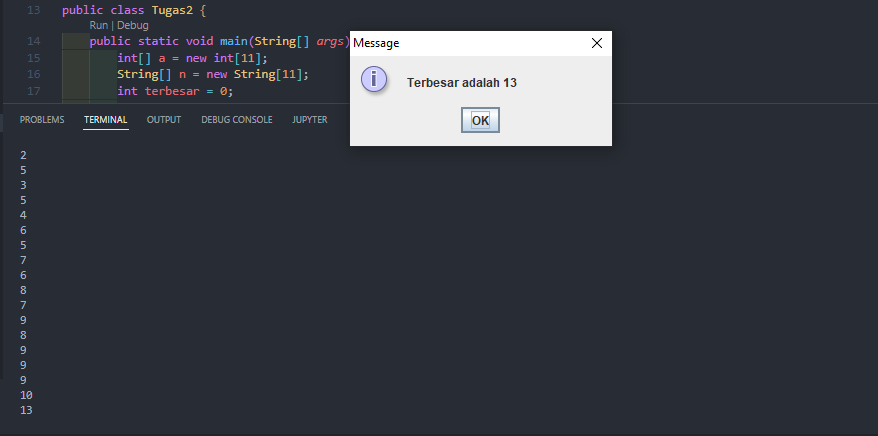 13 public class Tugas2 {
Run | Debug
14 public static void main(String[] args)
15 int[] a = new int[11];
16 String[] n = new String[11];
17 int terbesar = 0;
Message
Terbesar adalah 13
OK
PROBLEMS TERMINAL OUTPUT DEBUG CONSOLE JUPYTER
2
5
3
5
4
6
5
7
6
8
7
9
8
9
9
9
10
13